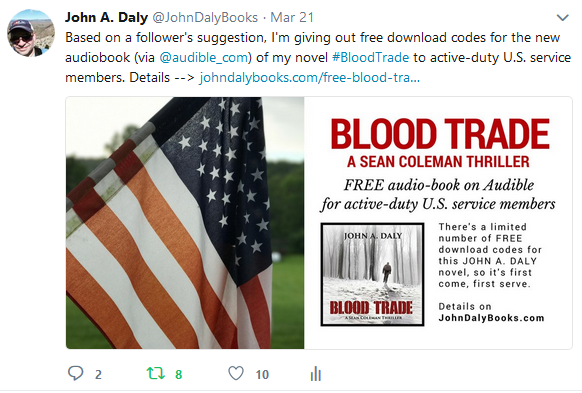 John A. Daly @JohnDalyBooks · Mar 21
Based on a follower's suggestion, I'm giving out free download codes for the new
audiobook (via @audible_com) of my novel #BloodTrade to active-duty U.S. service
members. Details --> johndalybooks.com/free-blood-tra...
BLOOD TRADE
A SEAN COLEMAN THRILLER
FREE audio-book on Audible
for active-duty U.S. service members
JOHN A. DALY
BLOOD TRADE
A SEAN COLEMAN THRILLER
There's a limited
number of FREE
download codes for
this JOHN A. DALY
novel, so it's first
come, first serve.
Details on
JohnDalyBooks.com
2 8 10